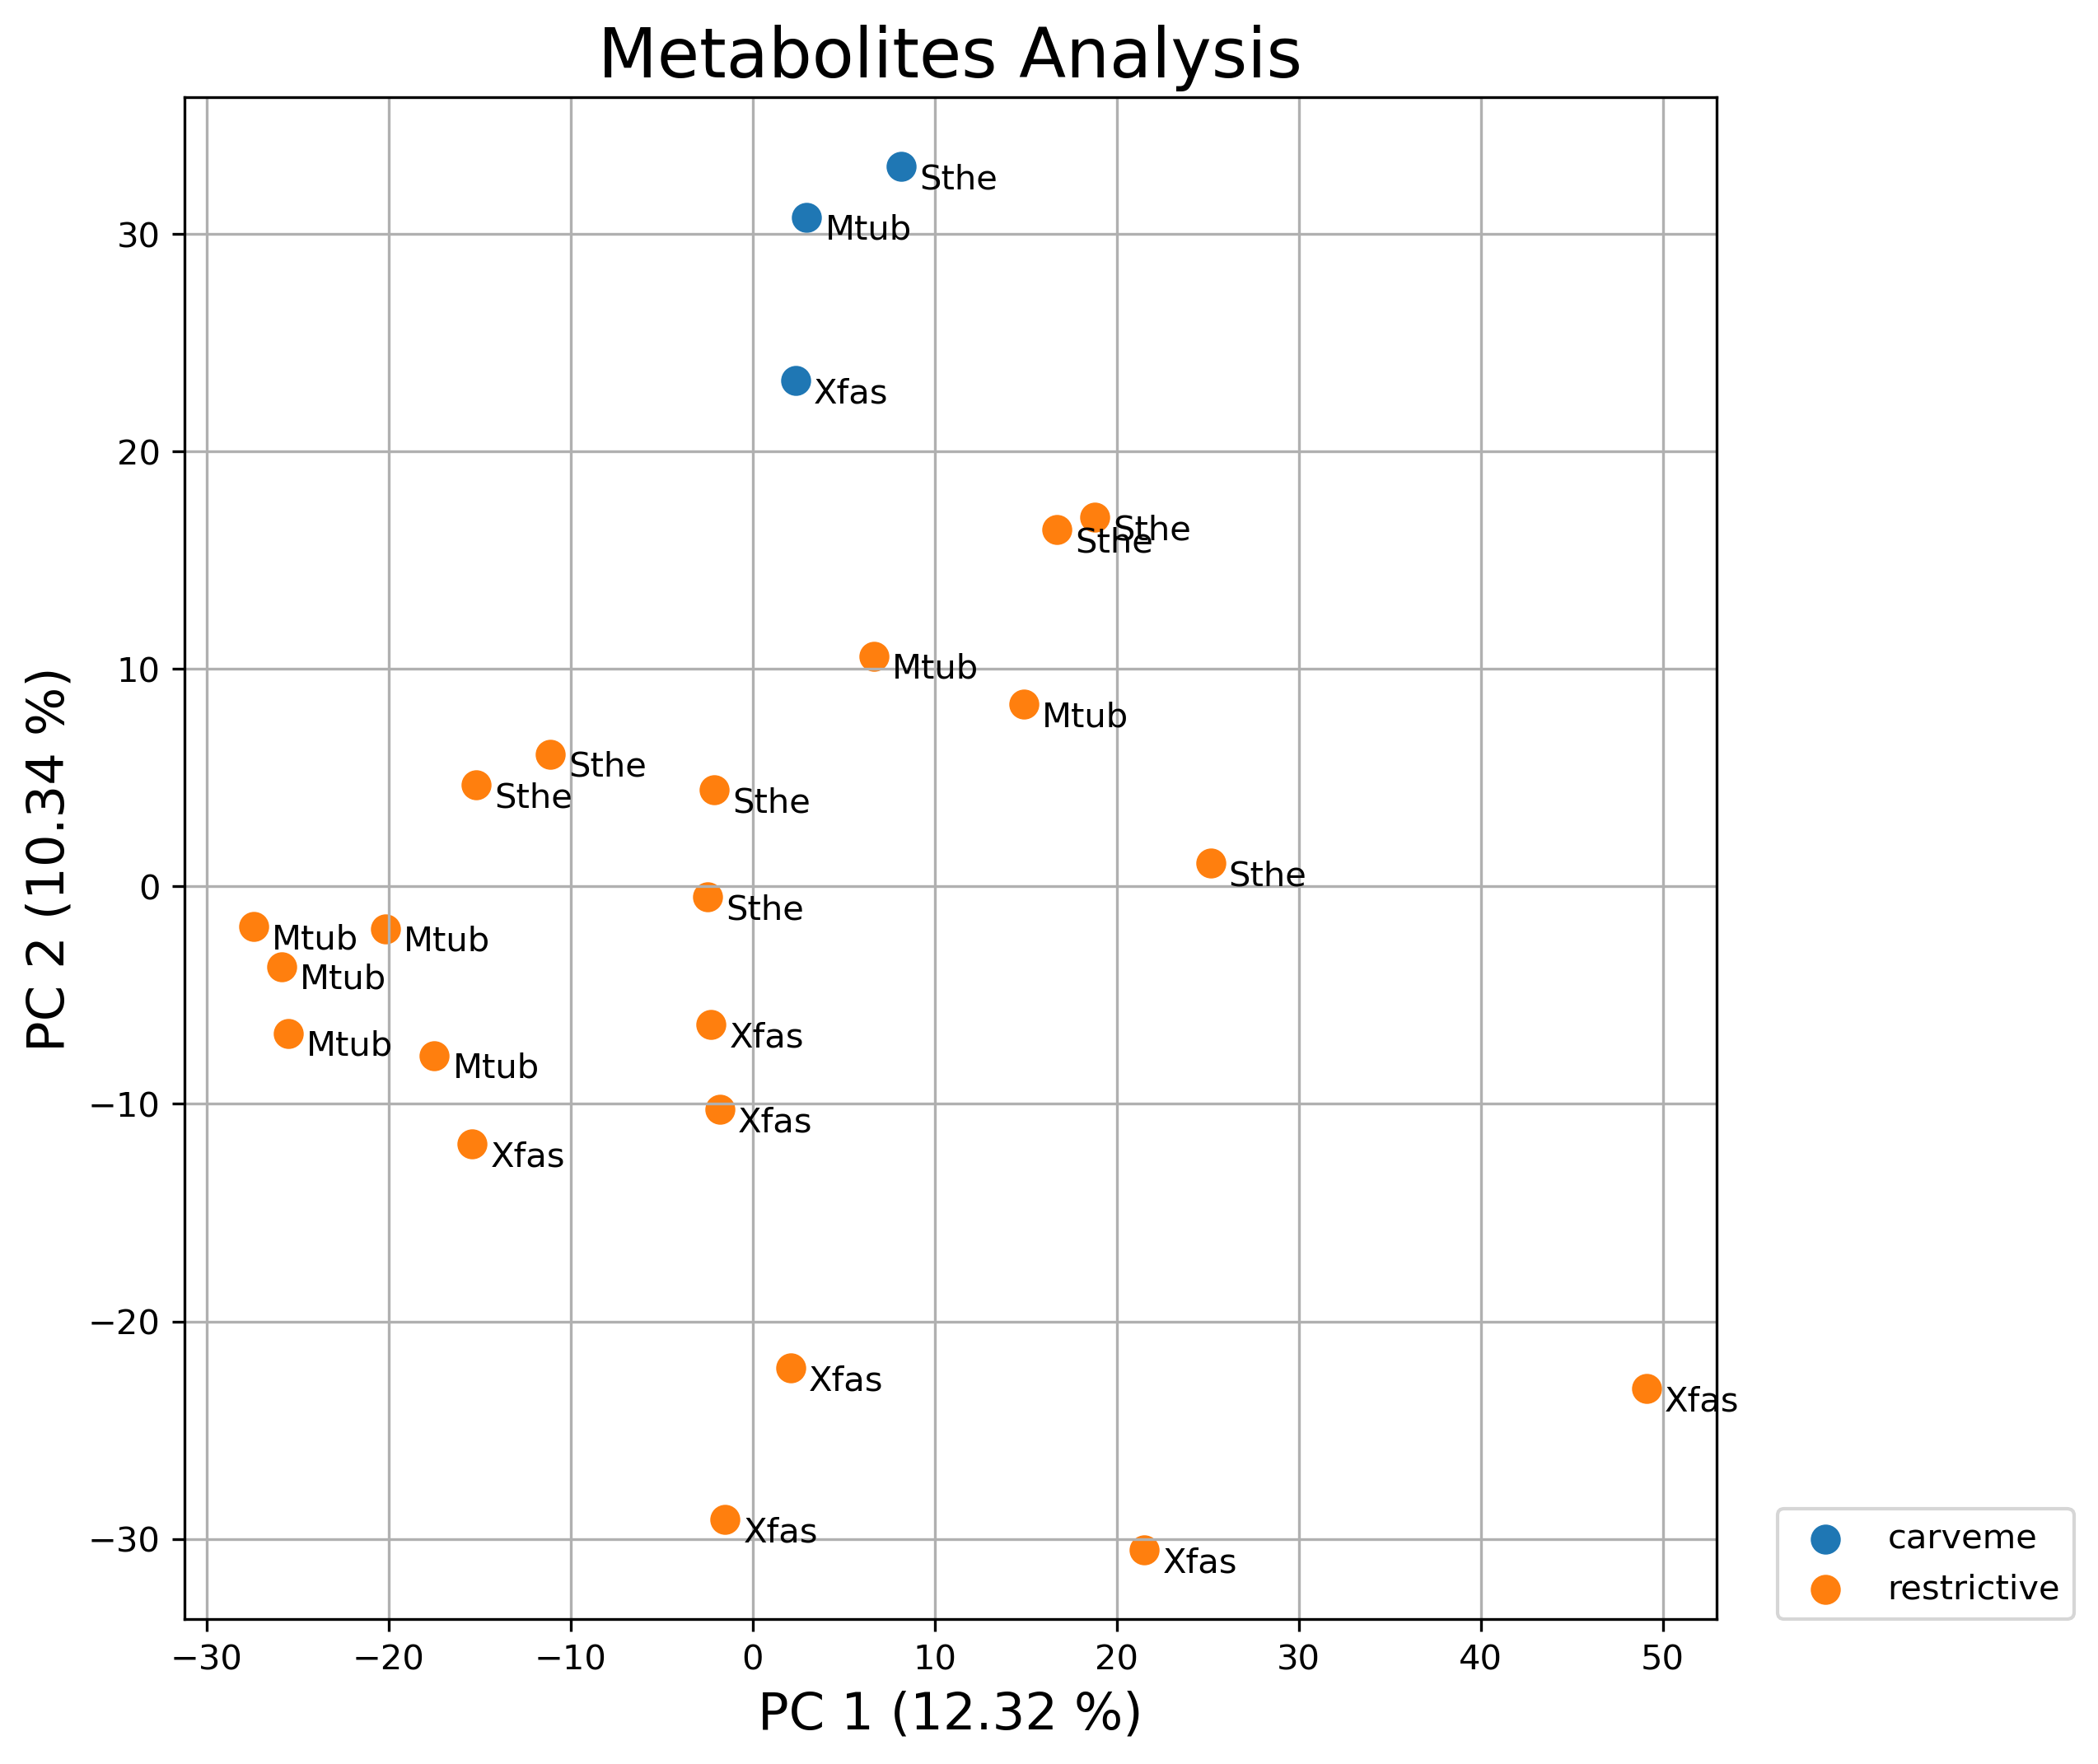 Metabolites Analysis
Sthe
Mtub
Xfas
Sthe
Sthe
Mtub
Mtub
Sthe
Sthe
Sthe
Sthe
Sthe
Mtub
Mtub
Mtub
Mtub
Mtub
Xfas
Xfas
Xfas
Xfas
Xfas
Xfas
Xfas
30
20
10
0
−10
−20
−30
PC 2 (10.34 %)
−30 −20 −10 0 10 20 30 40 50
PC 1 (12.32 %)
carveme
restrictive